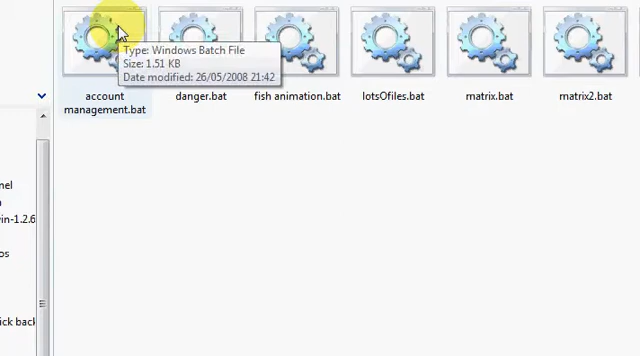 Type: Windows Batch File
Size: 1.51 KB
Date modified: 26/05/2008 21:42
account
management.bat
danger.bat
fish animation.bat
lotsOfiles.bat
matrix.bat
matrix2.bat
nel
win-1.2.6
os
ick back